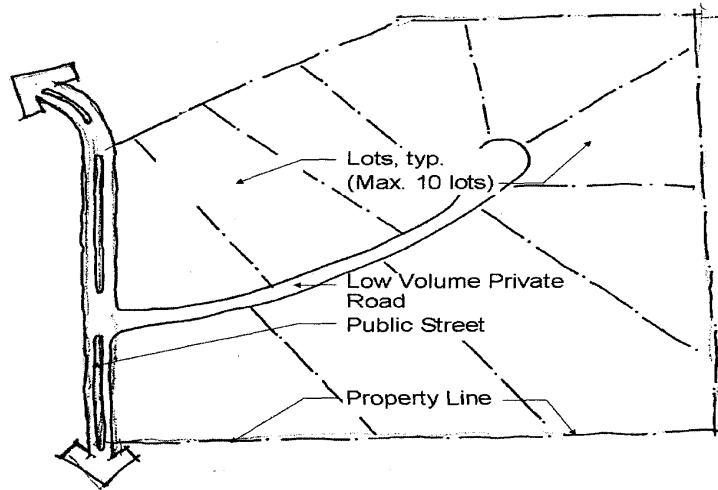 Lots, typ.
(Max. 10 lots)
Low Volume Private
Road
Public Street
Property Line